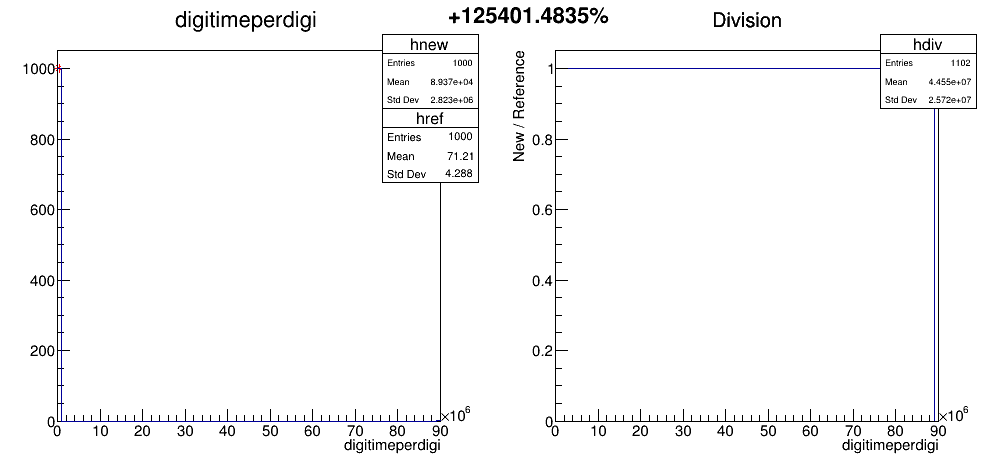 +125401.4835%
digitimeperdigi
hnew
Entries 1000
Mean 8.937e+04
Std Dev 2.823e+06
href
Entries 1000
Mean 71.21
Std Dev 4.288
1000
800
600
400
200
0
0 10 20 30 40 50 60 70 80 90
×10⁶
digitimeperdigi
Division
hdiv
Entries 1102
Mean 4.455e+07
Std Dev 2.572e+07
New / Reference
1
0.8
0.6
0.4
0.2
0
0 10 20 30 40 50 60 70 80 90
×10⁶
digitimeperdigi